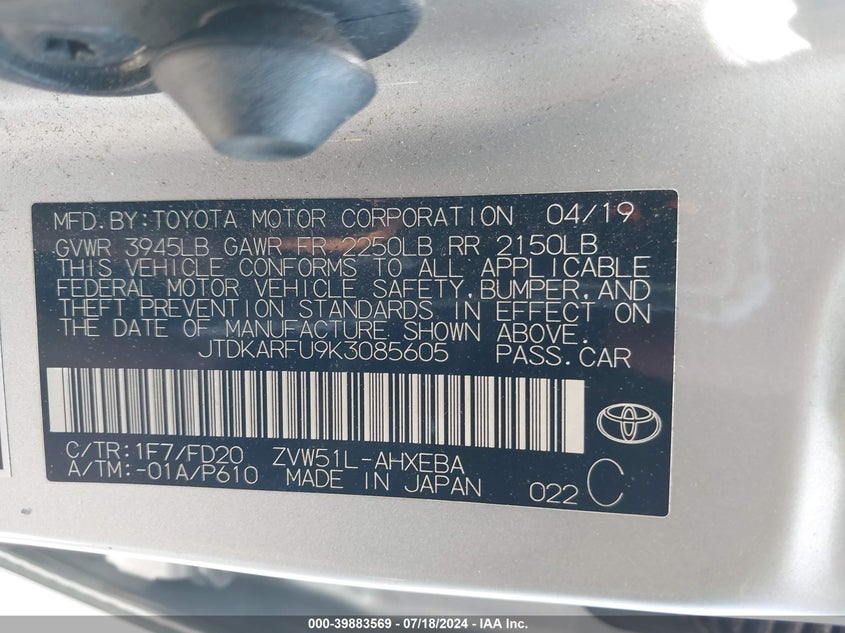 MFD.BY:TOYOTA MOTOR CORPORATION 04/19
GVWR 3945LB GAWR FR 2250LB RR 2150LB
THIS VEHICLE CONFORMS TO ALL APPLICABLE
FEDERAL MOTOR VEHICLE SAFETY,BUMPER,AND
THEFT PREVENTION STANDARDS IN EFFECT ON
THE DATE OF MANUFACTURE SHOWN ABOVE.
JTDKARFU9K3085605 PASS.CAR
C/TR:1F7/FD20 ZVW51L-AHXEBA
A/TM:-01A/P610 MADE IN JAPAN 022 C
000-39883569 / 07/18/2024 - IAA Inc.